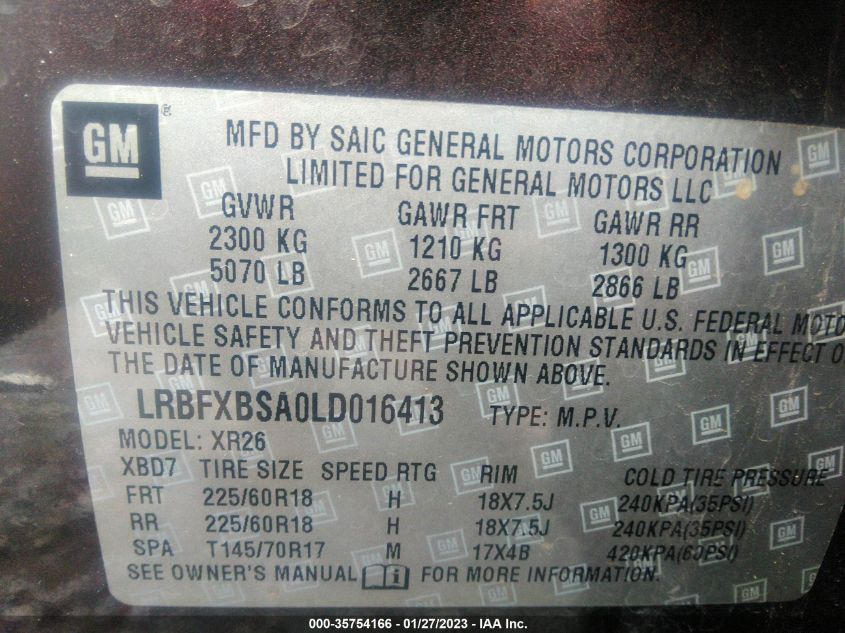 GM ®
MFD BY SAIC GENERAL MOTORS CORPORATION
LIMITED FOR GENERAL MOTORS LLC
GVWR GAWR FRT GAWR RR
2300 KG 1210 KG 1300 KG
5070 LB 2667 LB 2866 LB
THIS VEHICLE CONFORMS TO ALL APPLICABLE U.S. FEDERAL MOTO
VEHICLE SAFETY AND THEFT PREVENTION STANDARDS IN EFFECT O
THE DATE OF MANUFACTURE SHOWN ABOVE.
LRBFXBSA0LD016413 TYPE: M.P.V.
MODEL: XR26
XBD7 TIRE SIZE SPEED RTG RIM COLD TIRE PRESSURE
FRT 225/60R18 H 18X7.5J 240KPA(35PSI)
RR 225/60R18 H 18X7.5J 240KPA(35PSI)
SPA T145/70R17 M 17X4B 420KPA(60PSI)
SEE OWNER'S MANUAL i FOR MORE INFORMATION.
000-35754166 - 01/27/2023 - IAA Inc.